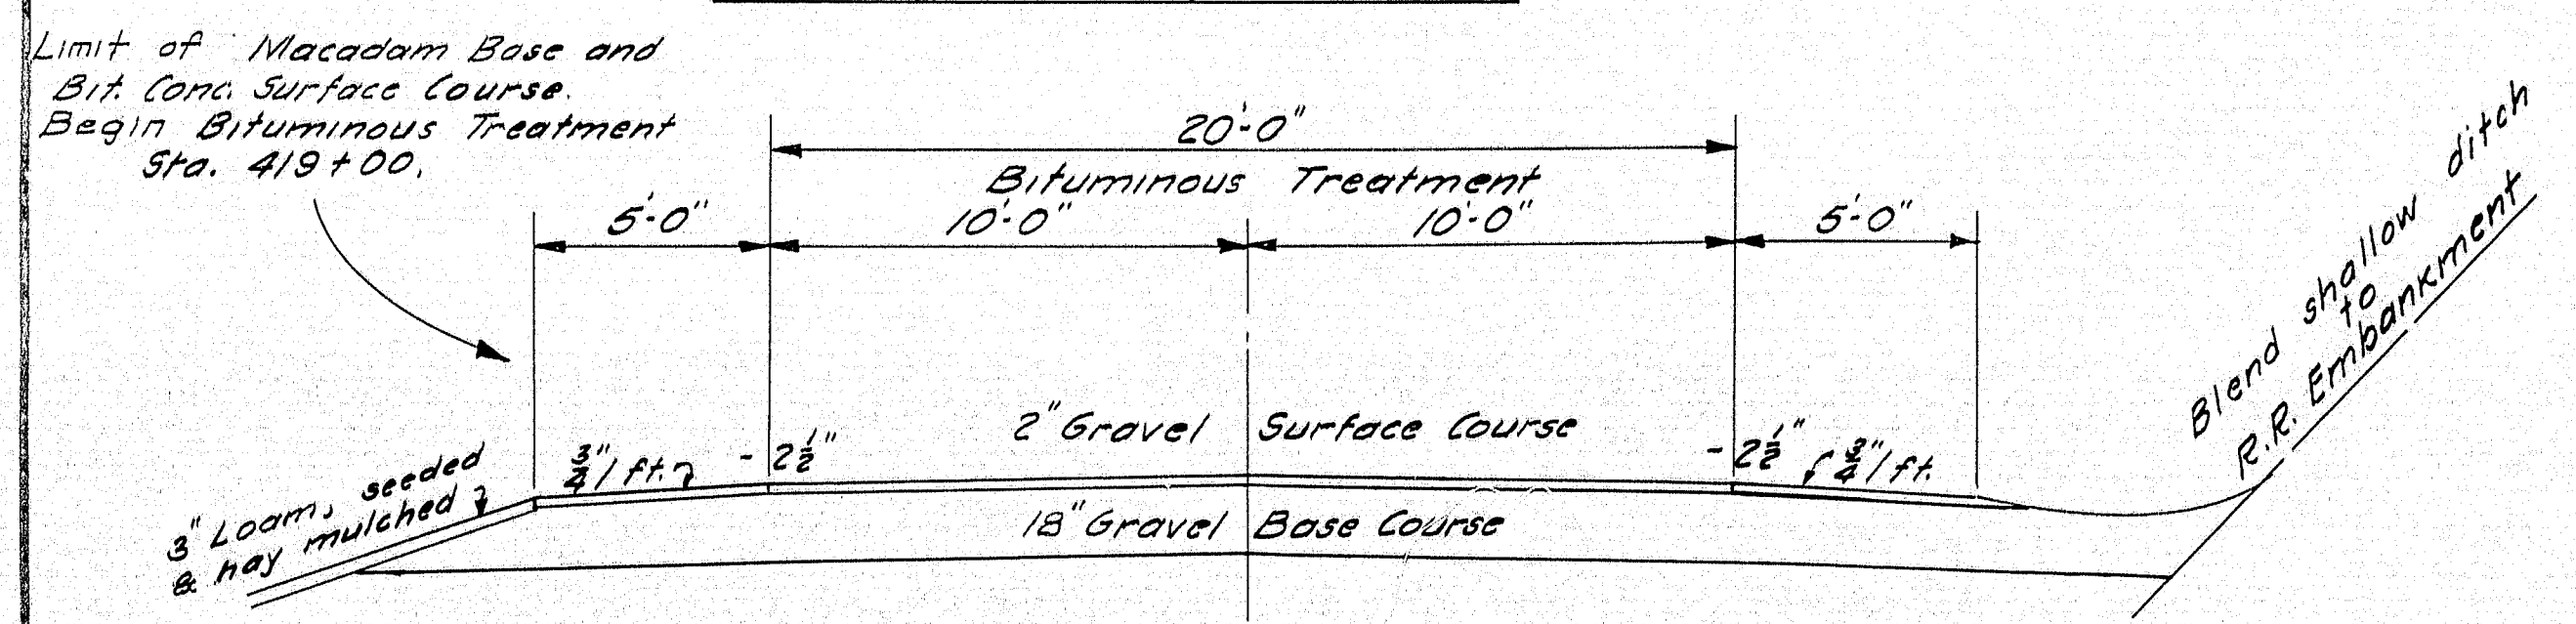 Limit of Macadam Base and
Bit. Conc. Surface Course.
Begin Bituminous Treatment
Sta. 419+00.
20'-0"
Bituminous Treatment
5'-0"
10'-0"
10'-0"
5'-0"
Blend shallow ditch
to
R.R. Embankment
2" Gravel Surface Course
3/4"/ft.
- 2 1/2"
- 2 1/2"
3/4"/ft.
3" Loam, seeded
& hay mulched
18" Gravel Base Course